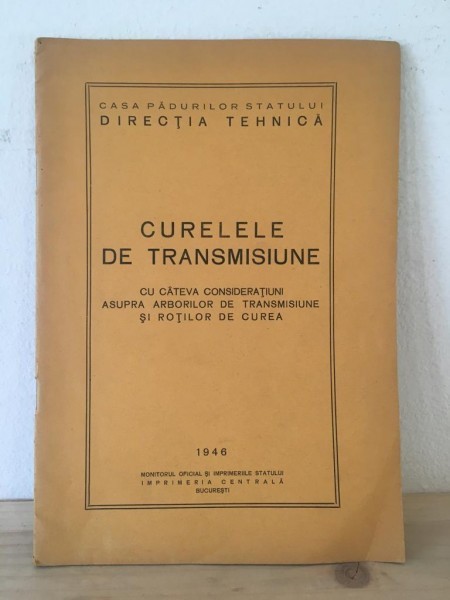 CASA PĂDURILOR STATULUI
DIRECŢIA TEHNICĂ
CURELELE
DE TRANSMISIUNE
CU CÂTEVA CONSIDERAŢIUNI
ASUPRA ARBORILOR DE TRANSMISIUNE
ŞI ROŢILOR DE CUREA
1946
MONITORUL OFICIAL ŞI IMPRIMERIILE STATULUI
IMPRIMERIA CENTRALĂ
BUCUREŞTI